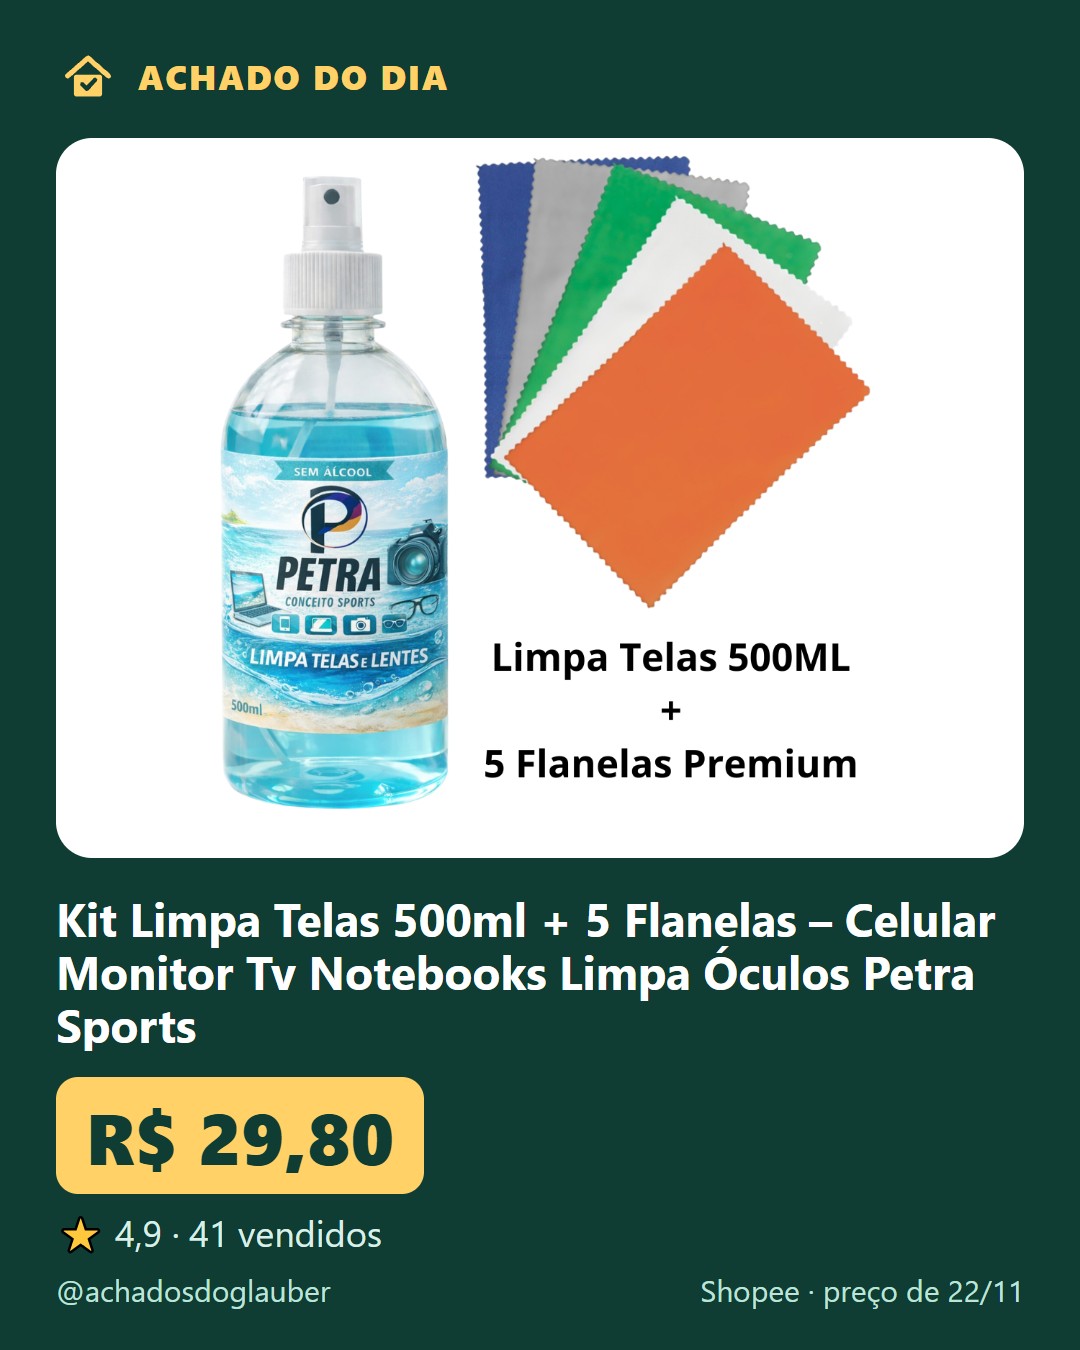 ACHADO DO DIA
SEM ÁLCOOL
P
PETRA
CONCEITO SPORTS
LIMPA TELAS E LENTES
500ml
Limpa Telas 500ML
+
5 Flanelas Premium
Kit Limpa Telas 500ml + 5 Flanelas – Celular
Monitor Tv Notebooks Limpa Óculos Petra
Sports
R$ 29,80
4,9 · 41 vendidos
@achadosdoglauber
Shopee · preço de 22/11